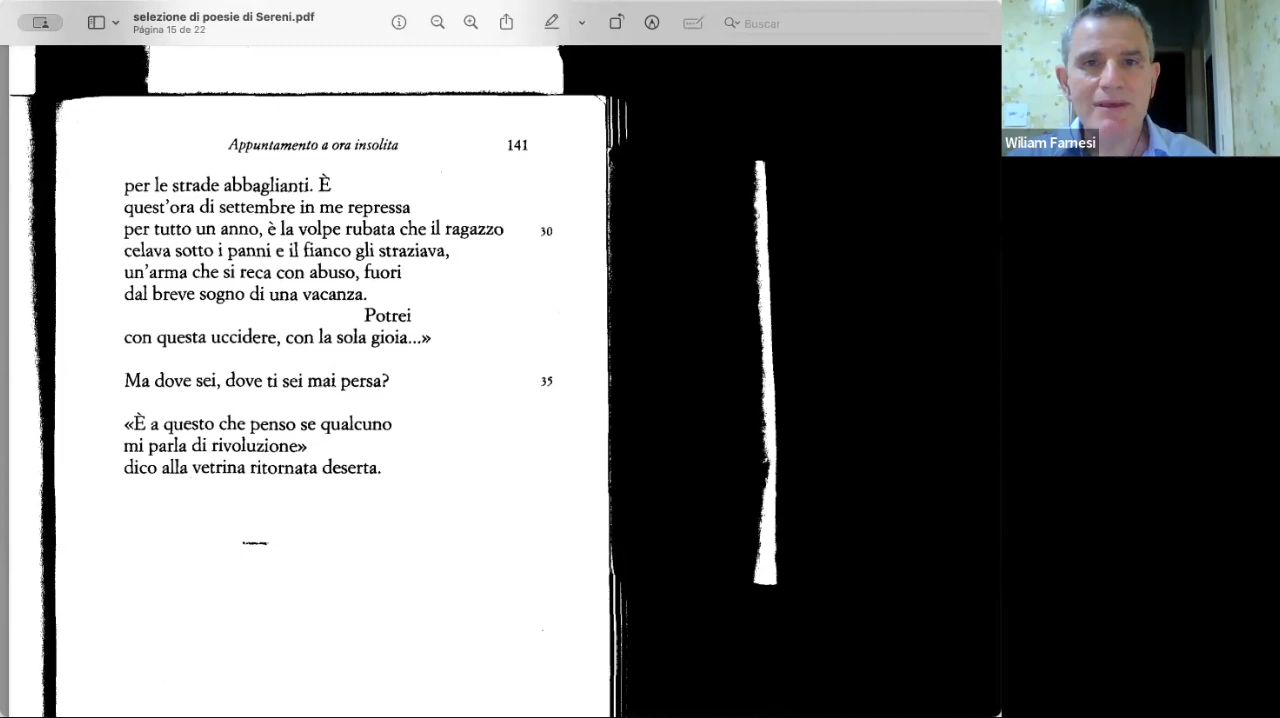 selezione di poesie di Sereni.pdf
Página 15 de 22
Buscar
Wiliam Farnesi
Appuntamento a ora insolita 141
per le strade abbaglianti. È
quest'ora di settembre in me repressa
per tutto un anno, è la volpe rubata che il ragazzo 30
celava sotto i panni e il fianco gli straziava,
un'arma che si reca con abuso, fuori
dal breve sogno di una vacanza.
Potrei
con questa uccidere, con la sola gioia...»
Ma dove sei, dove ti sei mai persa? 35
«È a questo che penso se qualcuno
mi parla di rivoluzione»
dico alla vetrina ritornata deserta.